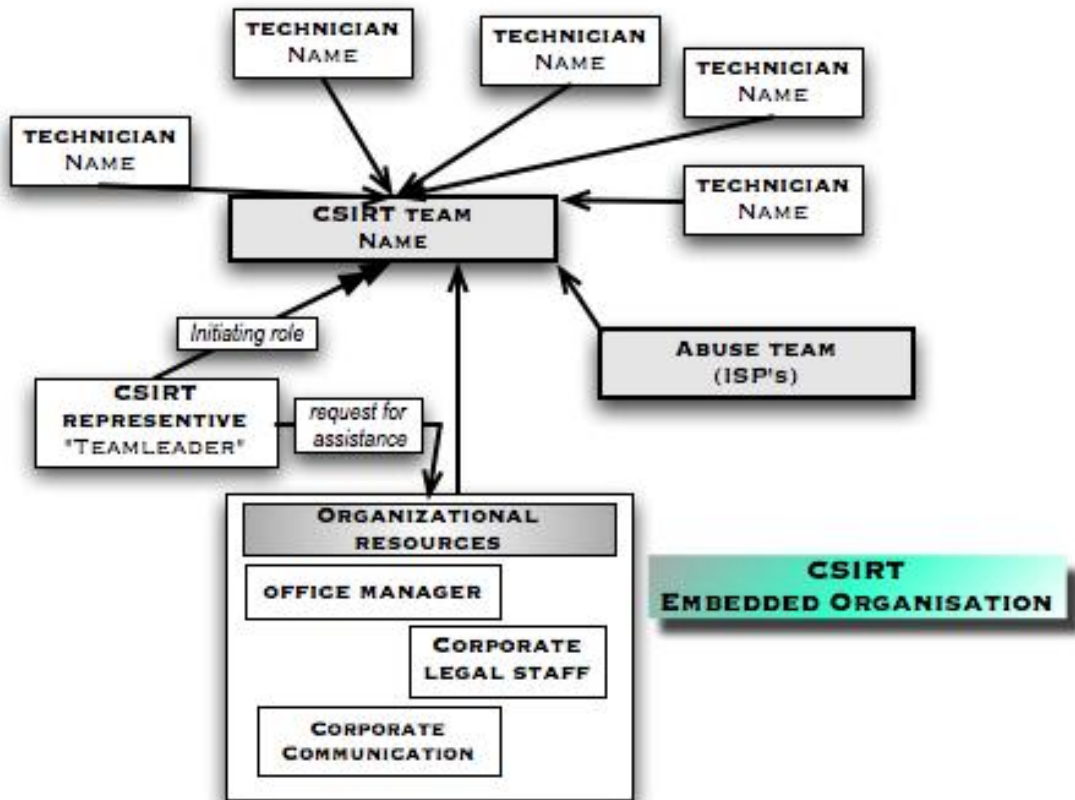 TECHNICIAN
NAME
TECHNICIAN
NAME
TECHNICIAN
NAME
TECHNICIAN
NAME
TECHNICIAN
NAME
CSIRT TEAM
NAME
Initiating role
ABUSE TEAM
(ISP's)
CSIRT
REPRESENTIVE
"TEAMLEADER"
request for
assistance
ORGANIZATIONAL
RESOURCES
OFFICE MANAGER
CORPORATE
LEGAL STAFF
CORPORATE
COMMUNICATION
CSIRT
EMBEDDED ORGANISATION